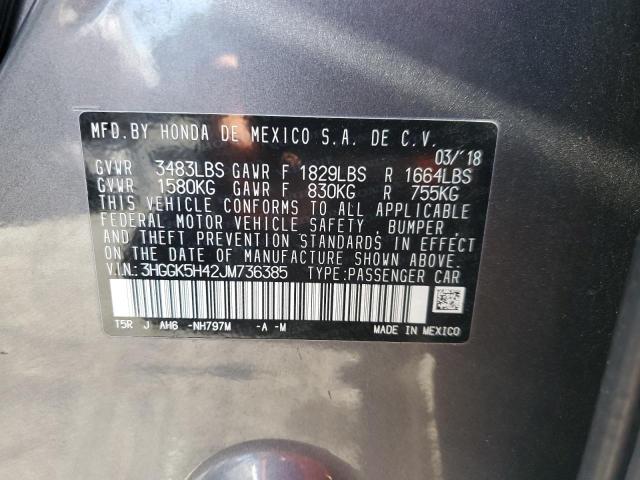 MFD. BY HONDA DE MEXICO S.A. DE C.V.
03/'18
GVWR 3483LBS GAWR F 1829LBS R 1664LBS
GVWR 1580KG GAWR F 830KG R 755KG
THIS VEHICLE CONFORMS TO ALL APPLICABLE
FEDERAL MOTOR VEHICLE SAFETY, BUMPER,
AND THEFT PREVENTION STANDARDS IN EFFECT
ON THE DATE OF MANUFACTURE SHOWN ABOVE.
V.I.N.: 3HGGK5H42JM736385 TYPE: PASSENGER CAR
T5R J AH6 -NH797M -A -M MADE IN MEXICO